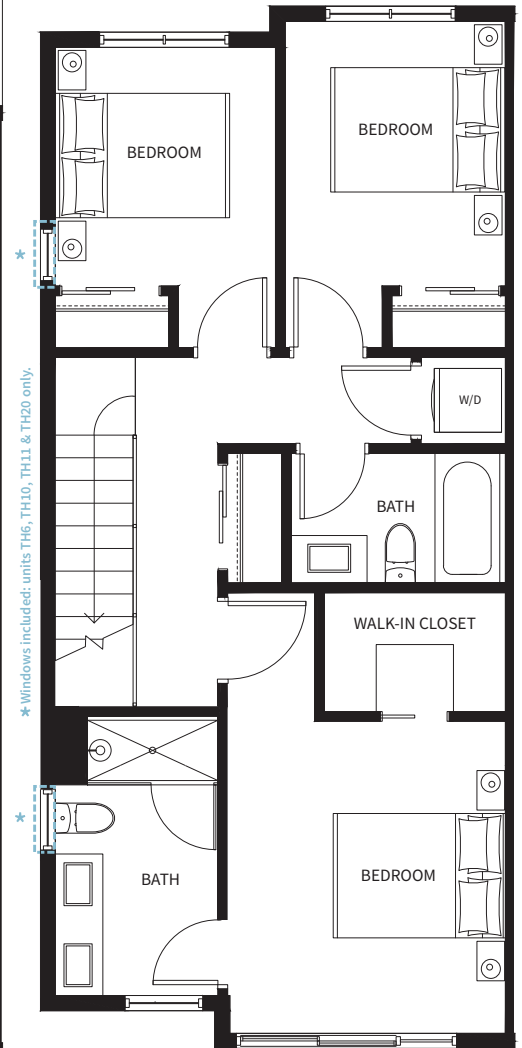 BEDROOM
BEDROOM
*
W/D
* Windows included: units TH6, TH10, TH11 & TH20 only.
BATH
WALK-IN CLOSET
*
BATH
BEDROOM